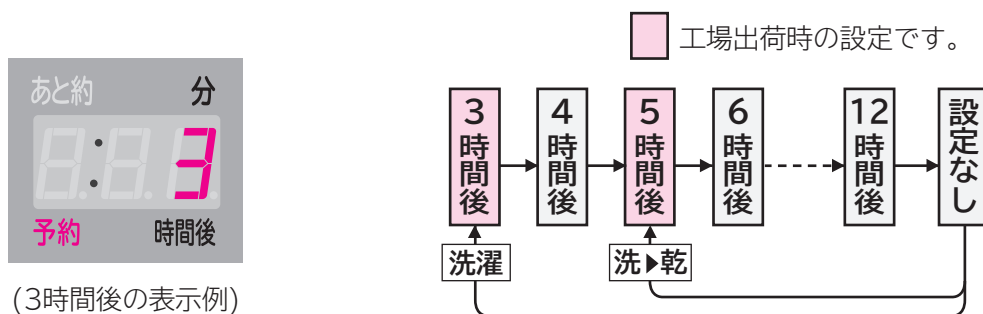 工場出荷時の設定です。
あと約 分
3
予約 時間後
(3時間後の表示例)
3時間後
4時間後
5時間後
6時間後
12時間後
設定なし
洗濯
洗▶乾